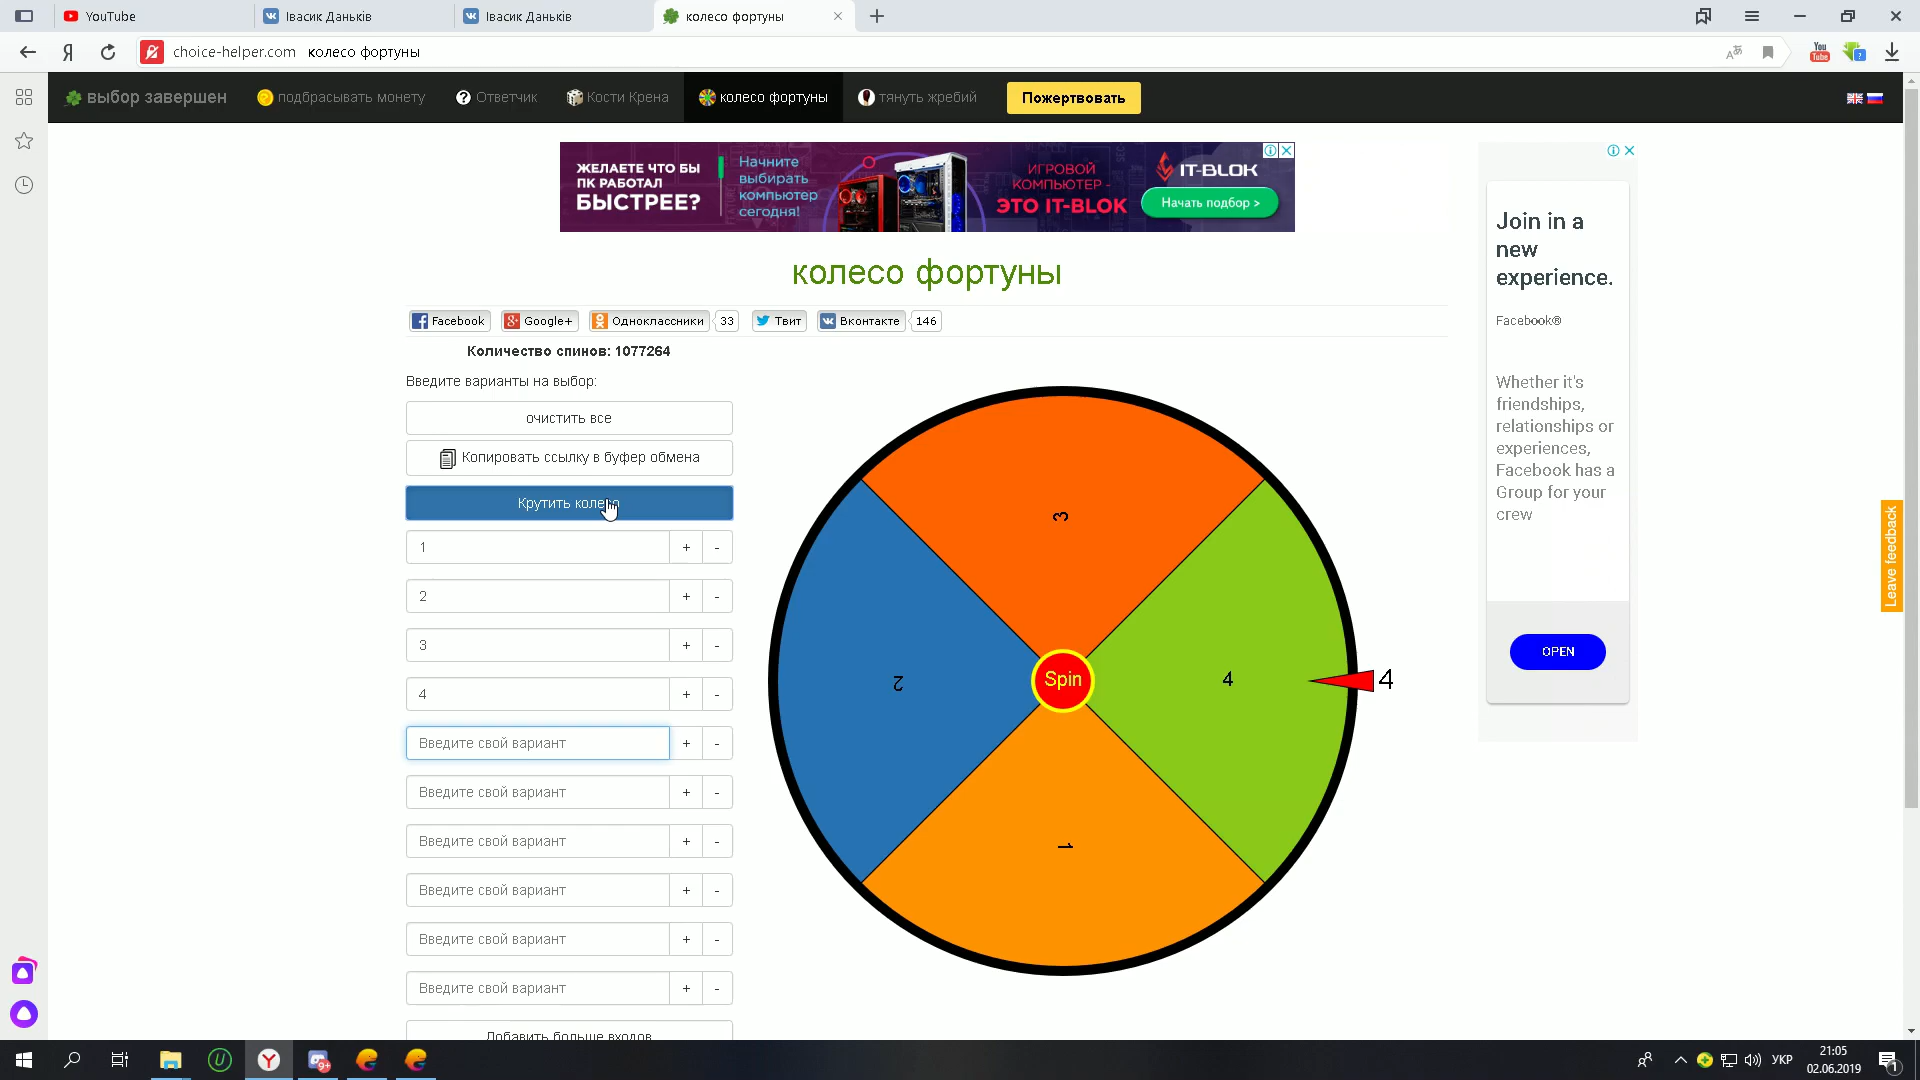 YouTube
Івасик Даньків
Івасик Даньків
колесо фортуны
choice-helper.com колесо фортуны
выбор завершен
подбрасывать монету
Ответчик
Кости Крена
колесо фортуны
тянуть жребий
Пожертвовать
ЖЕЛАЕТЕ ЧТО БЫ
ПК РАБОТАЛ
БЫСТРЕЕ?
Начните
выбирать
компьютер
сегодня!
ИГРОВОЙ
КОМПЬЮТЕР -
ЭТО IT-BLOK
IT-BLOK
Начать подбор >
колесо фортуны
Facebook
Google+
Одноклассники 33
Твит
Вконтакте 146
Количество спинов: 1077264
Введите варианты на выбор:
очистить все
Копировать ссылку в буфер обмена
Крутить колесо
1 + -
2 + -
3 + -
4 + -
Введите свой вариант + -
Введите свой вариант + -
Введите свой вариант + -
Введите свой вариант + -
Введите свой вариант + -
Введите свой вариант + -
Добавить больше входов
3
2
Spin
4
4
1
Join in a
new
experience.
Facebook®
Whether it's
friendships,
relationships or
experiences,
Facebook has a
Group for your
crew
OPEN
Leave feedback
9+
УКР
21:05
02.06.2019
1